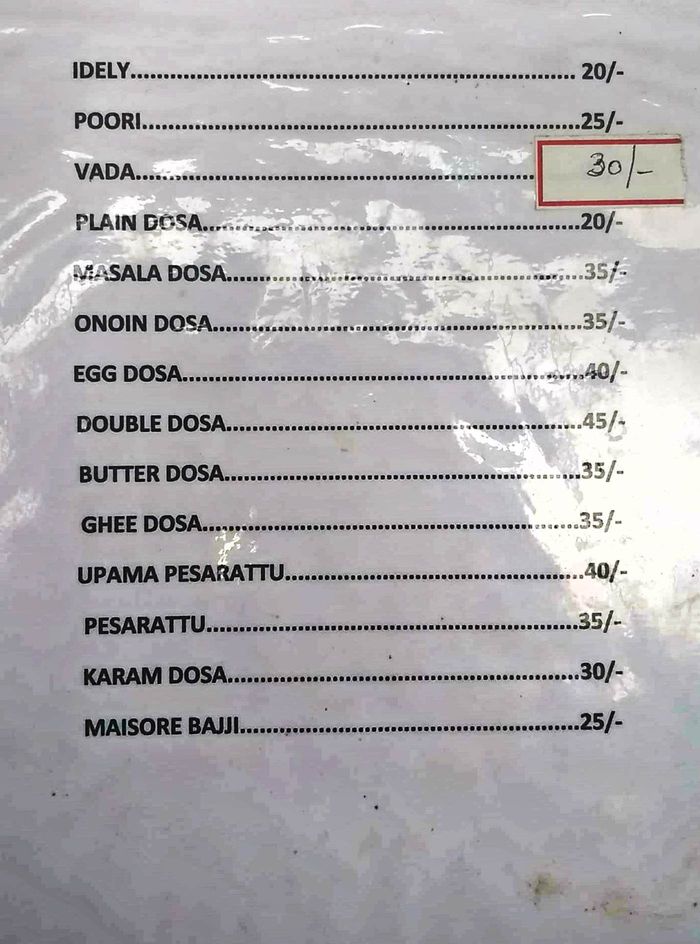 IDELY........................................................................ 20/-
POORI......................................................................25/-
VADA................................................................30/-
PLAIN DOSA.............................................................20/-
MASALA DOSA.........................................................35/-
ONOIN DOSA...........................................................35/-
EGG DOSA................................................................40/-
DOUBLE DOSA.........................................................45/-
BUTTER DOSA.........................................................35/-
GHEE DOSA.............................................................35/-
UPAMA PESARATTU...............................................40/-
PESARATTU............................................................35/-
KARAM DOSA.........................................................30/-
MAISORE BAJJI.......................................................25/-